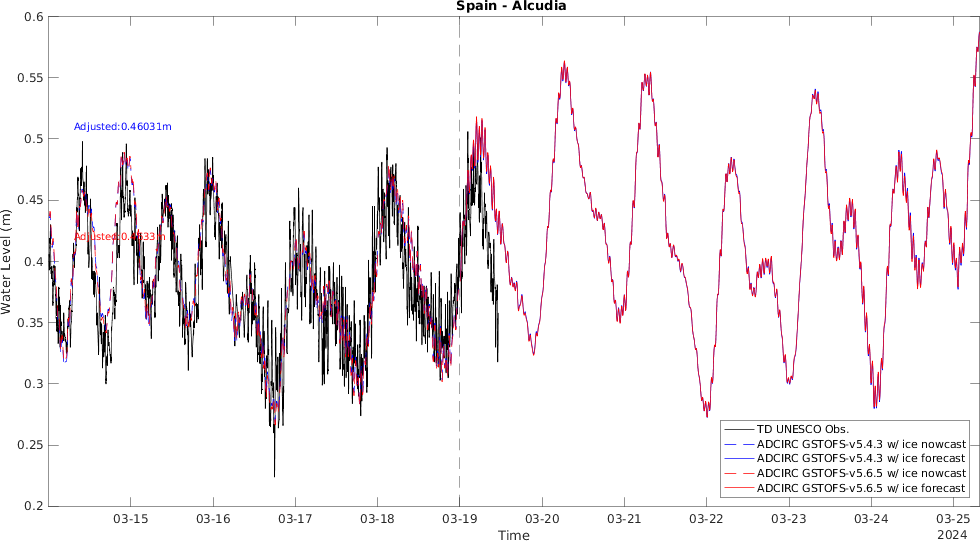 Spain - Alcudia
0.6
0.55
0.5
0.45
0.4
0.35
0.3
0.25
0.2
Water Level (m)
Adjusted:0.46031m
TD UNESCO Obs.
ADCIRC GSTOFS-v5.4.3 w/ ice nowcast
ADCIRC GSTOFS-v5.4.3 w/ ice forecast
ADCIRC GSTOFS-v5.6.5 w/ ice nowcast
ADCIRC GSTOFS-v5.6.5 w/ ice forecast
03-15 03-16 03-17 03-18 03-19 03-20 03-21 03-22 03-23 03-24 03-25
Time
2024